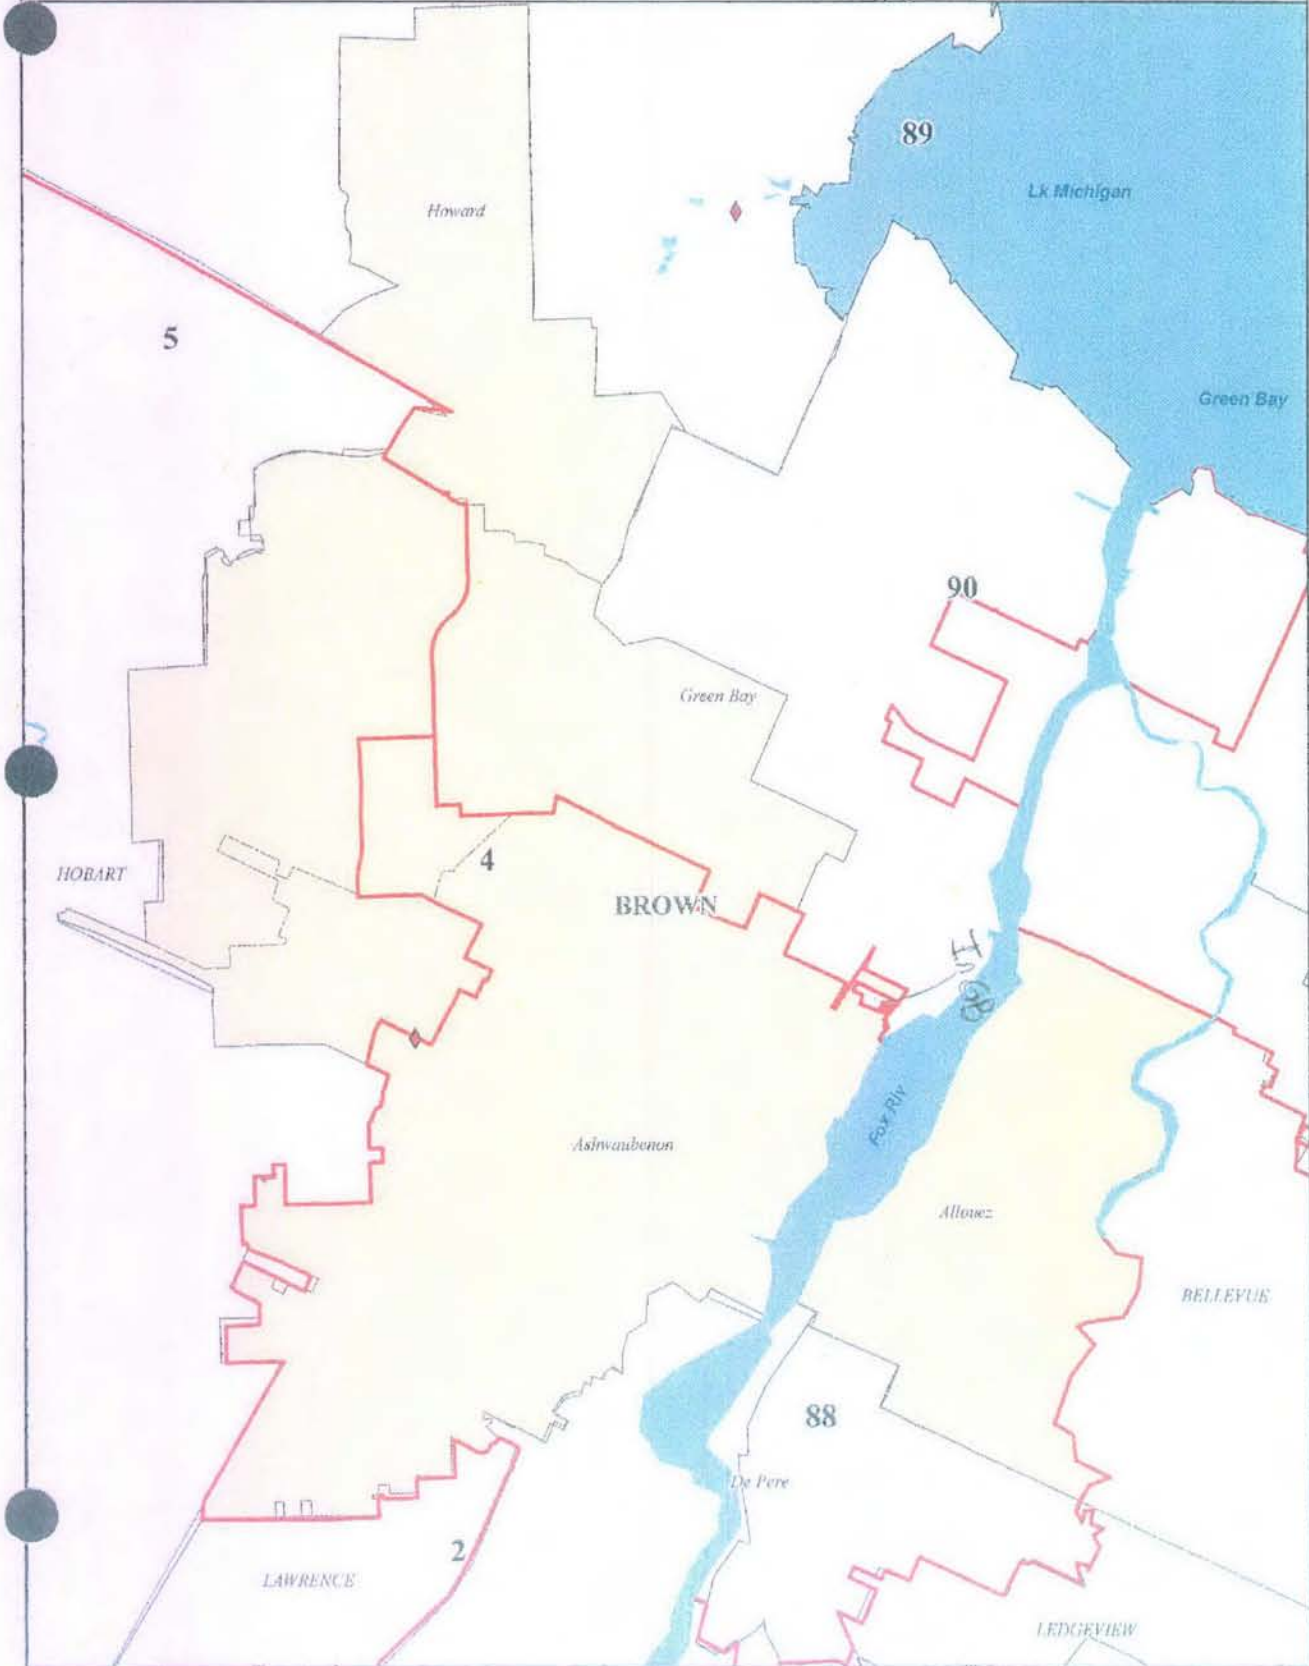 89
Lk Michigan
Howard
5
Green Bay
90
Green Bay
4
HOBART
BROWN
Fox Riv
Ashwaubenon
Allouez
BELLEVUE
88
De Pere
2
LAWRENCE
LEDGEVIEW